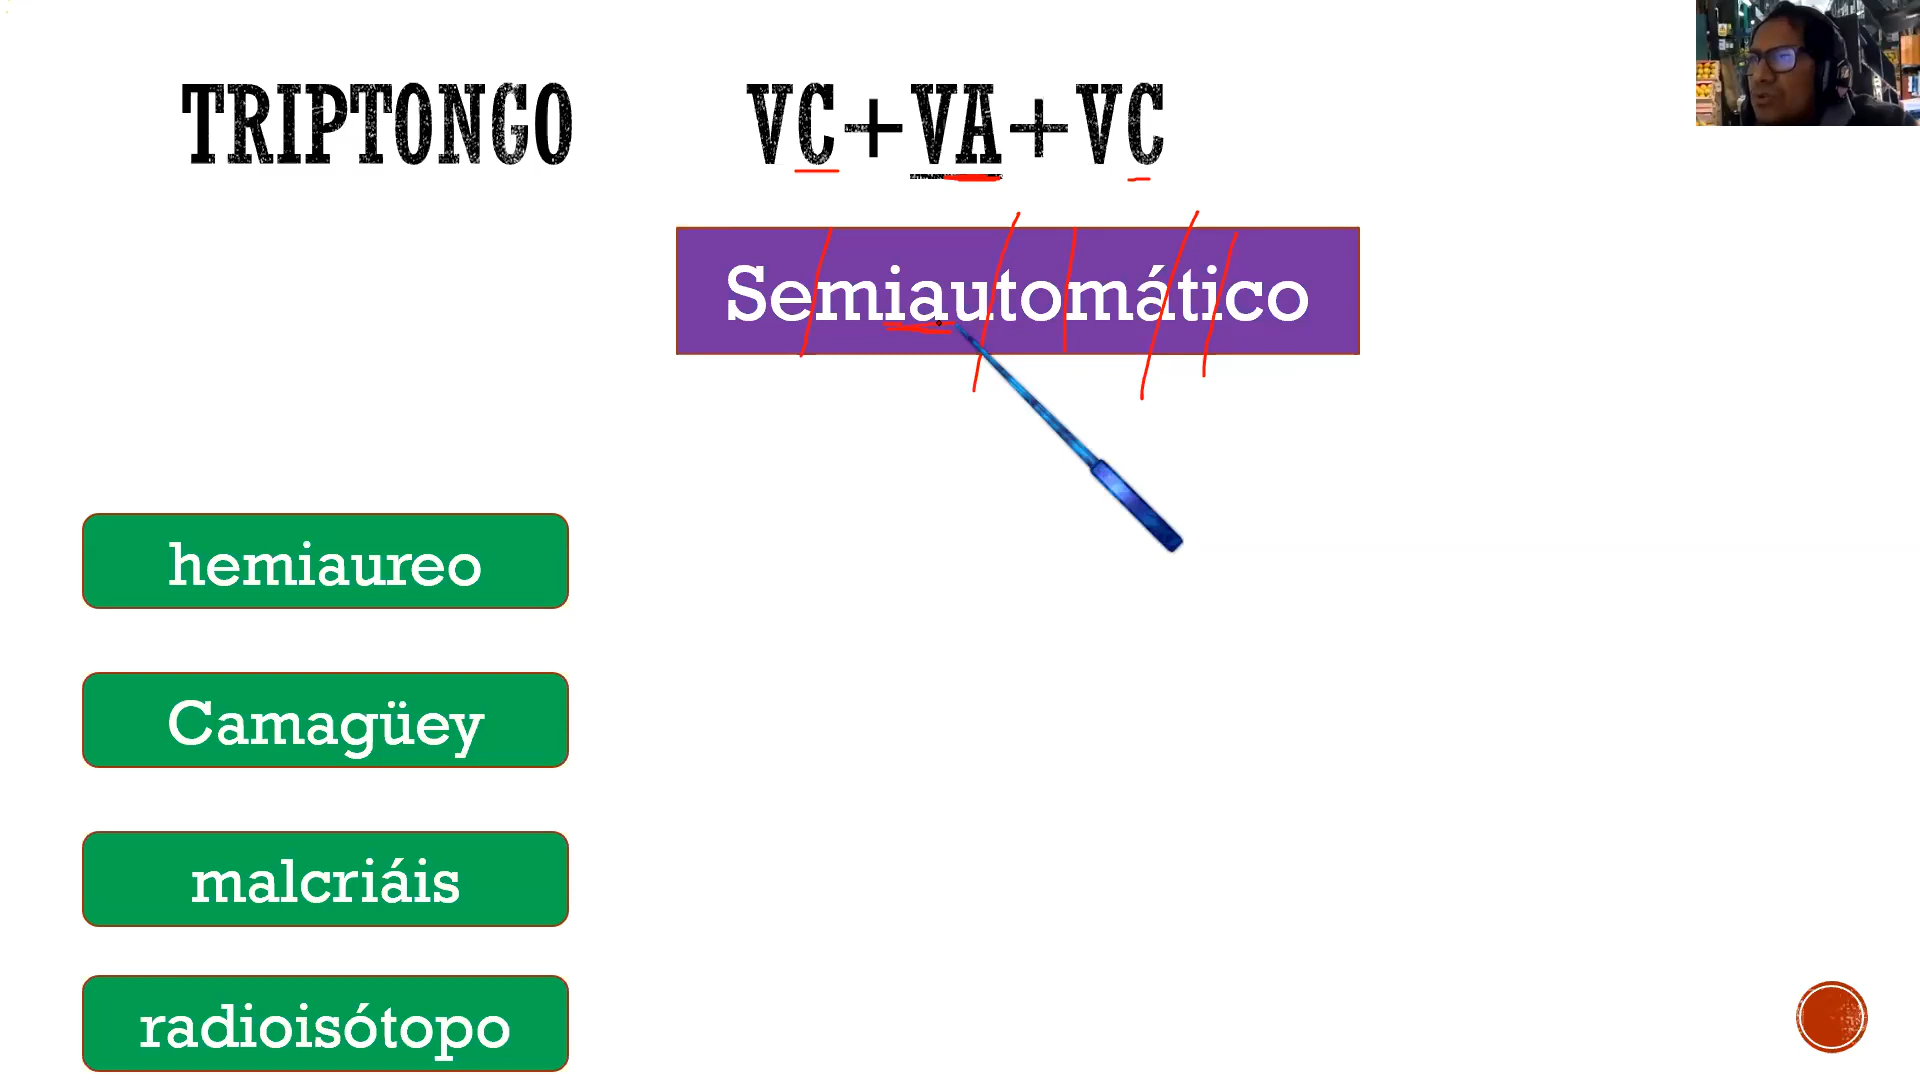 TRIPTONGO VC+VA+VC
Semiautomático
hemiaureo
Camagüey
malcriáis
radioisótopo